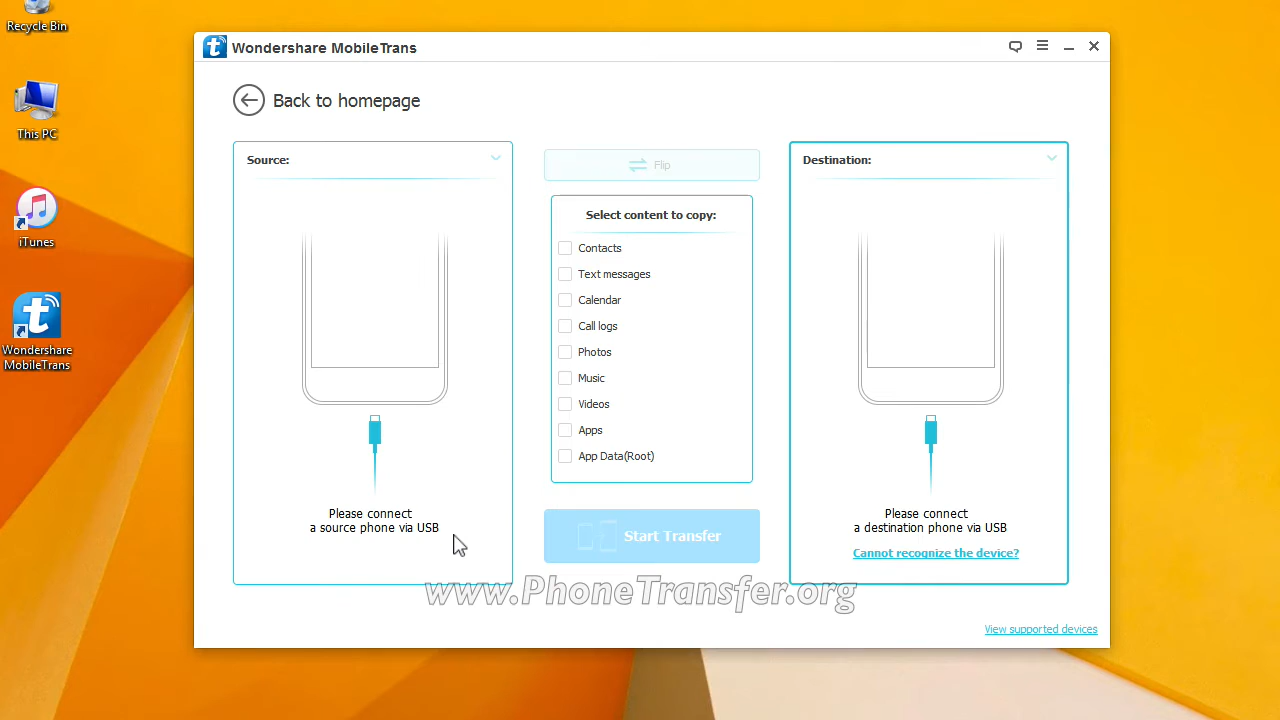 Recycle Bin
This PC
iTunes
Wondershare
MobileTrans
Wondershare MobileTrans
Back to homepage
Source:
Please connect
a source phone via USB
Flip
Select content to copy:
Contacts
Text messages
Calendar
Call logs
Photos
Music
Videos
Apps
App Data(Root)
Start Transfer
Destination:
Please connect
a destination phone via USB
Cannot recognize the device?
www.PhoneTransfer.org
View supported devices